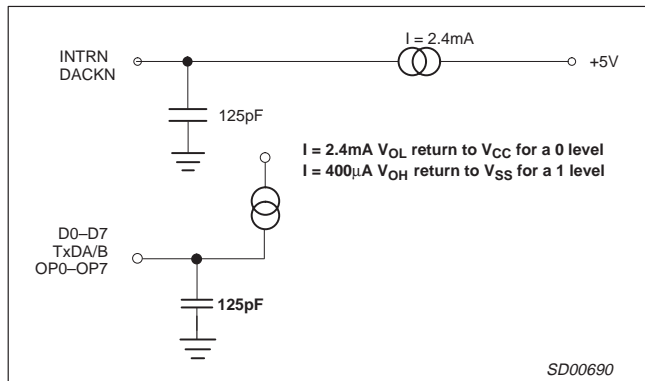 I = 2.4mA
INTRN
DACKN
+5V
125pF
I = 2.4mA VOL return to VCC for a 0 level
I = 400µA VOH return to VSS for a 1 level
D0–D7
TxDA/B
OP0–OP7
125pF
SD00690